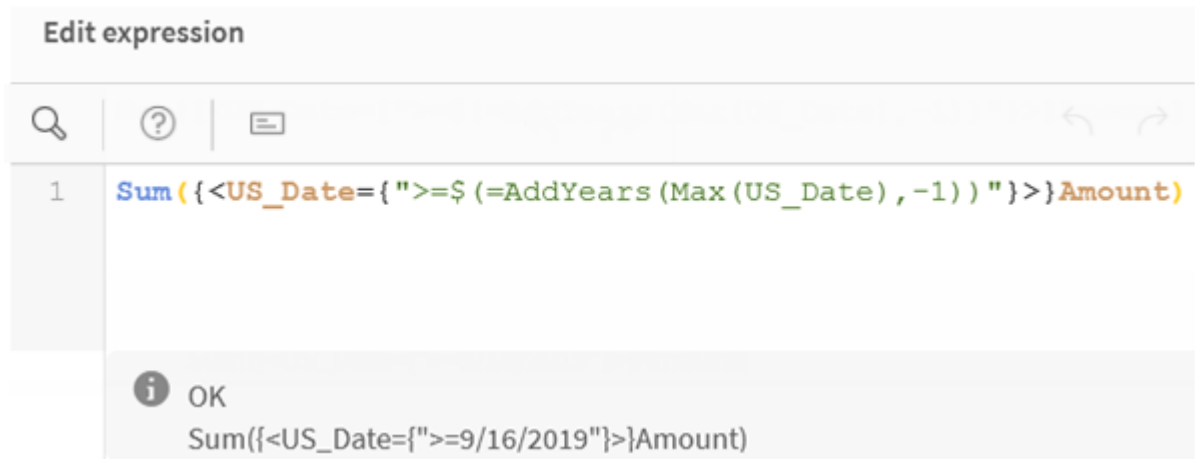 Edit expression
1 Sum({<US_Date={">=$(=AddYears(Max(US_Date),-1))"}>}Amount)
OK
Sum({<US_Date={">=9/16/2019"}>}Amount)